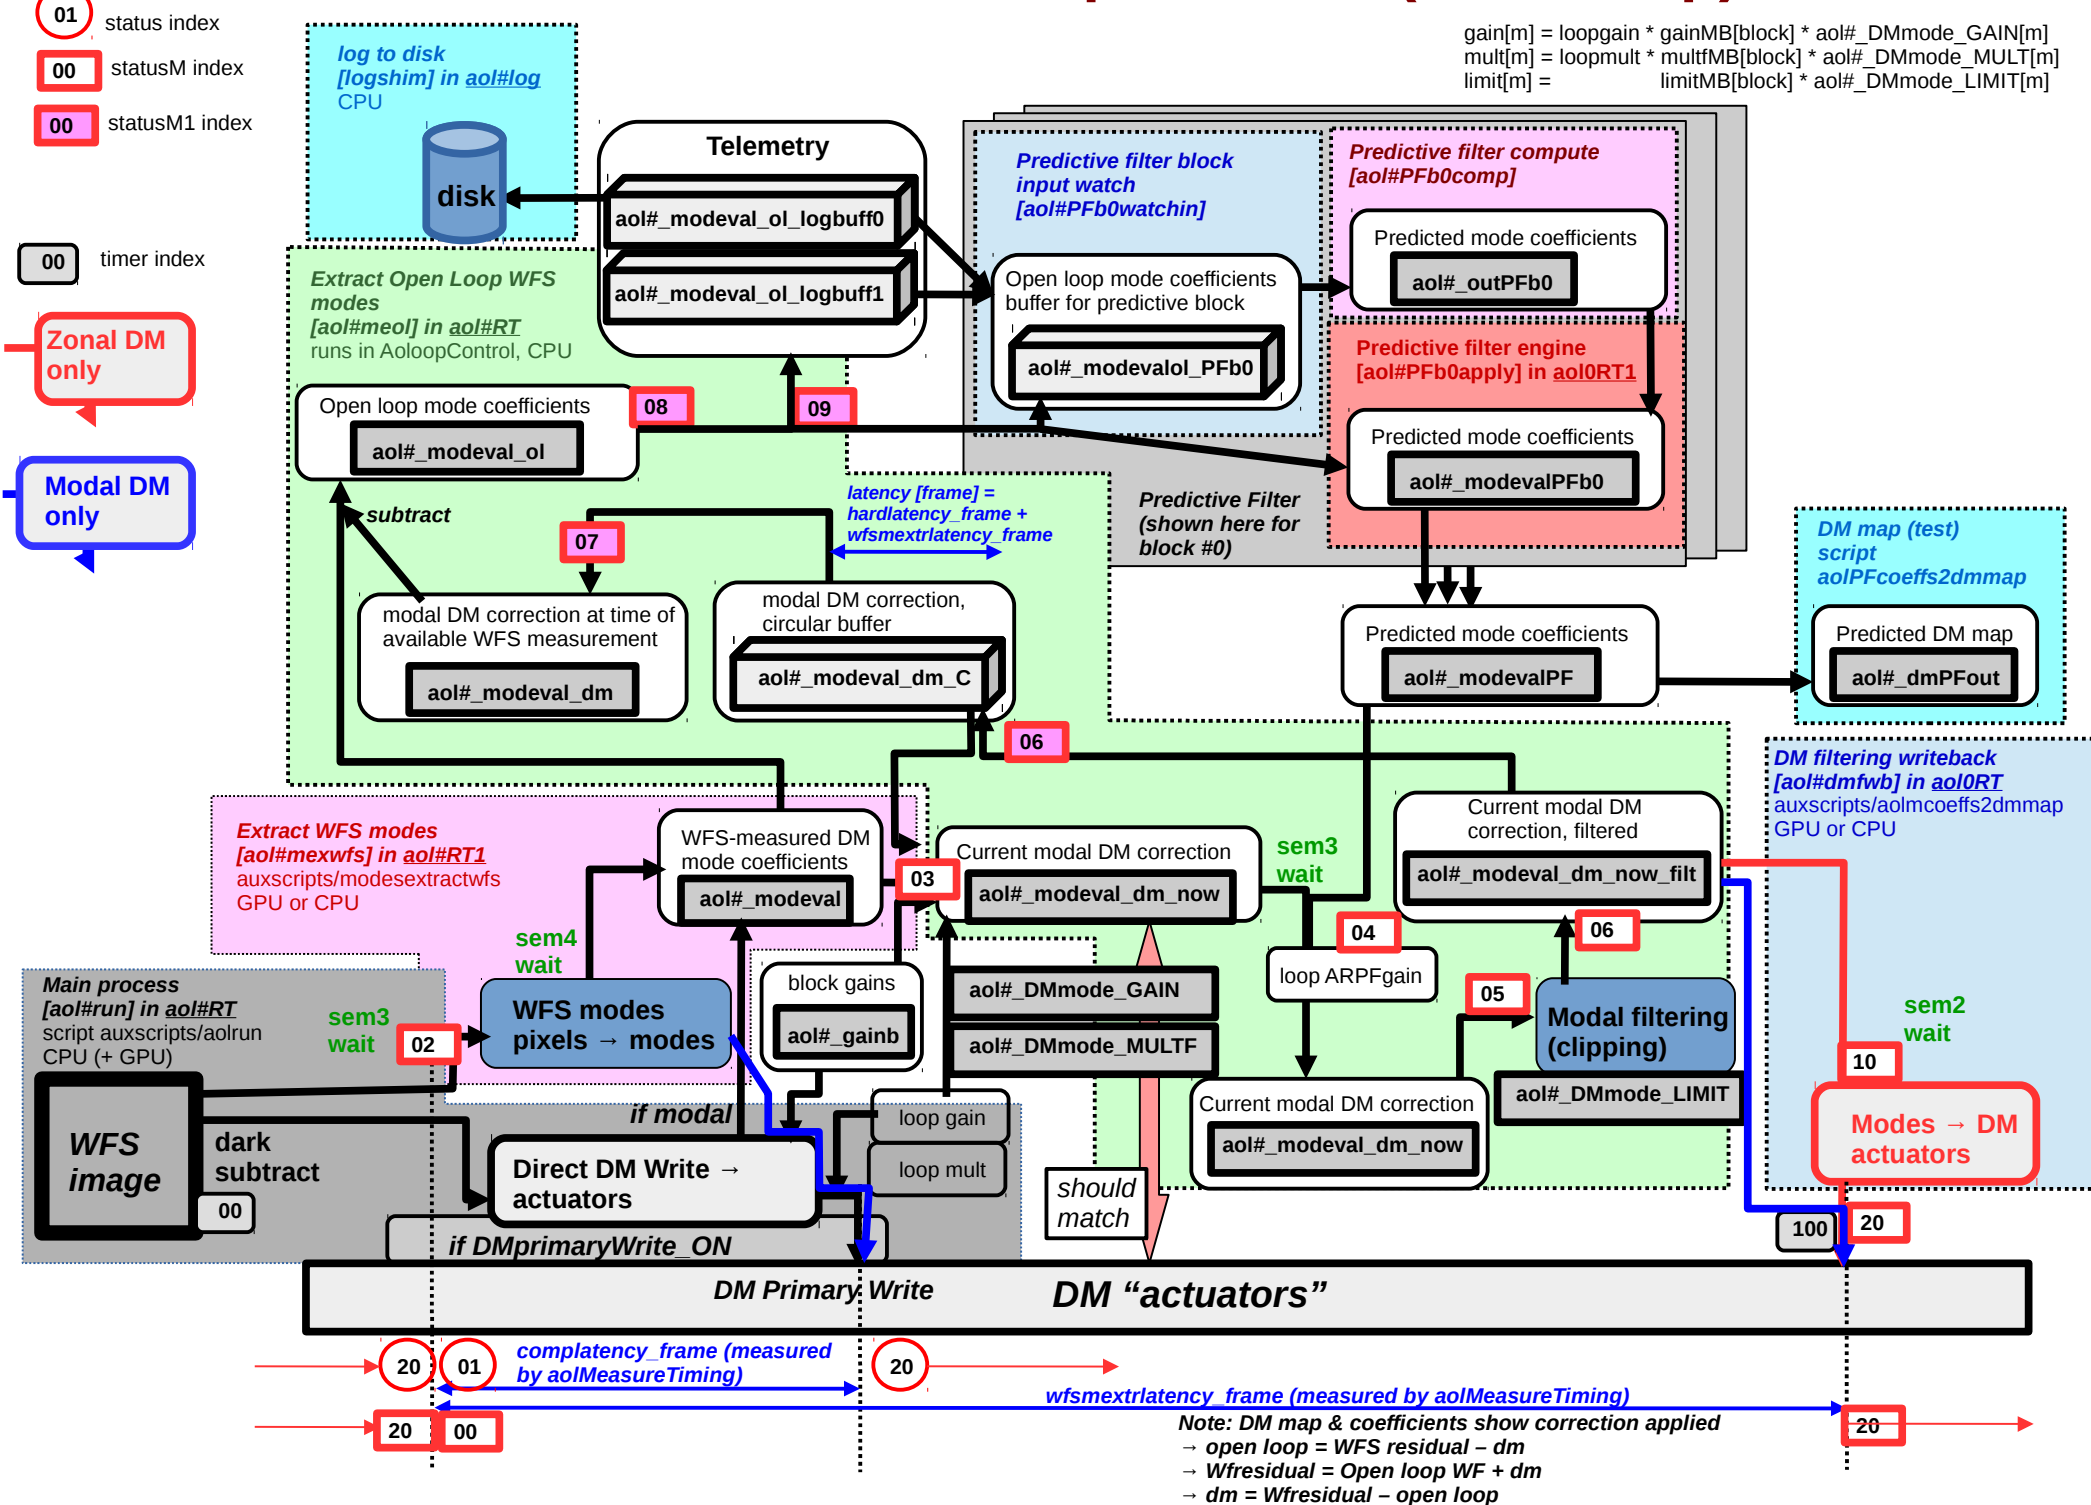 01
status index
00
statusM index
00
statusM1 index
00
timer index
Zonal DM
only
Modal DM
only
gain[m] = loopgain * gainMB[block] * aol#_DMmode_GAIN[m]
mult[m] = loopmult * multfMB[block] * aol#_DMmode_MULT[m]
limit[m] = limitMB[block] * aol#_DMmode_LIMIT[m]
log to disk
[logshim] in aol#log
CPU
disk
Telemetry
aol#_modeval_ol_logbuff0
aol#_modeval_ol_logbuff1
Predictive filter block
input watch
[aol#PFb0watchin]
Open loop mode coefficients
buffer for predictive block
aol#_modevalol_PFb0
Predictive filter compute
[aol#PFb0comp]
Predicted mode coefficients
aol#_outPFb0
Predictive filter engine
[aol#PFb0apply] in aol0RT1
Predicted mode coefficients
aol#_modevalPFb0
Predictive Filter
(shown here for
block #0)
Extract Open Loop WFS
modes
[aol#meol] in aol#RT
runs in AoloopControl, CPU
Open loop mode coefficients
aol#_modeval_ol
08
09
subtract
07
latency [frame] =
hardlatency_frame +
wfsmextrlatency_frame
modal DM correction at time of
available WFS measurement
aol#_modeval_dm
modal DM correction,
circular buffer
aol#_modeval_dm_C
06
Predicted mode coefficients
aol#_modevalPF
DM map (test)
script
aolPFcoeffs2dmmap
Predicted DM map
aol#_dmPFout
DM filtering writeback
[aol#dmfwb] in aol0RT
auxscripts/aolmcoeffs2dmmap
GPU or CPU
Extract WFS modes
[aol#mexwfs] in aol#RT1
auxscripts/modesextractwfs
GPU or CPU
WFS-measured DM
mode coefficients
aol#_modeval
03
Current modal DM correction
aol#_modeval_dm_now
sem3
wait
Current modal DM
correction, filtered
aol#_modeval_dm_now_filt
04
06
loop ARPFgain
05
Modal filtering
(clipping)
aol#_DMmode_LIMIT
sem4
wait
WFS modes
pixels → modes
block gains
aol#_gainb
aol#_DMmode_GAIN
aol#_DMmode_MULTF
Main process
[aol#run] in aol#RT
script auxscripts/aolrun
CPU (+ GPU)
sem3
wait
02
WFS
image
dark
subtract
00
if modal
Direct DM Write →
actuators
if DMprimaryWrite_ON
loop gain
loop mult
should
match
Current modal DM correction
aol#_modeval_dm_now
sem2
wait
10
Modes → DM
actuators
100
20
DM Primary Write
DM “actuators”
20
01
complatency_frame (measured
by aolMeasureTiming)
20
wfsmextrlatency_frame (measured by aolMeasureTiming)
20
00
20
Note: DM map & coefficients show correction applied
→ open loop = WFS residual – dm
→ Wfresidual = Open loop WF + dm
→ dm = Wfresidual – open loop